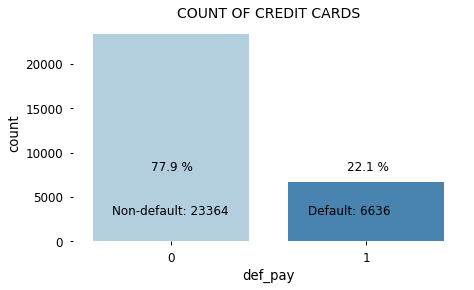 COUNT OF CREDIT CARDS
20000
15000
10000
5000
0
count
77.9 %
22.1 %
Non-default: 23364
Default: 6636
0
1
def_pay